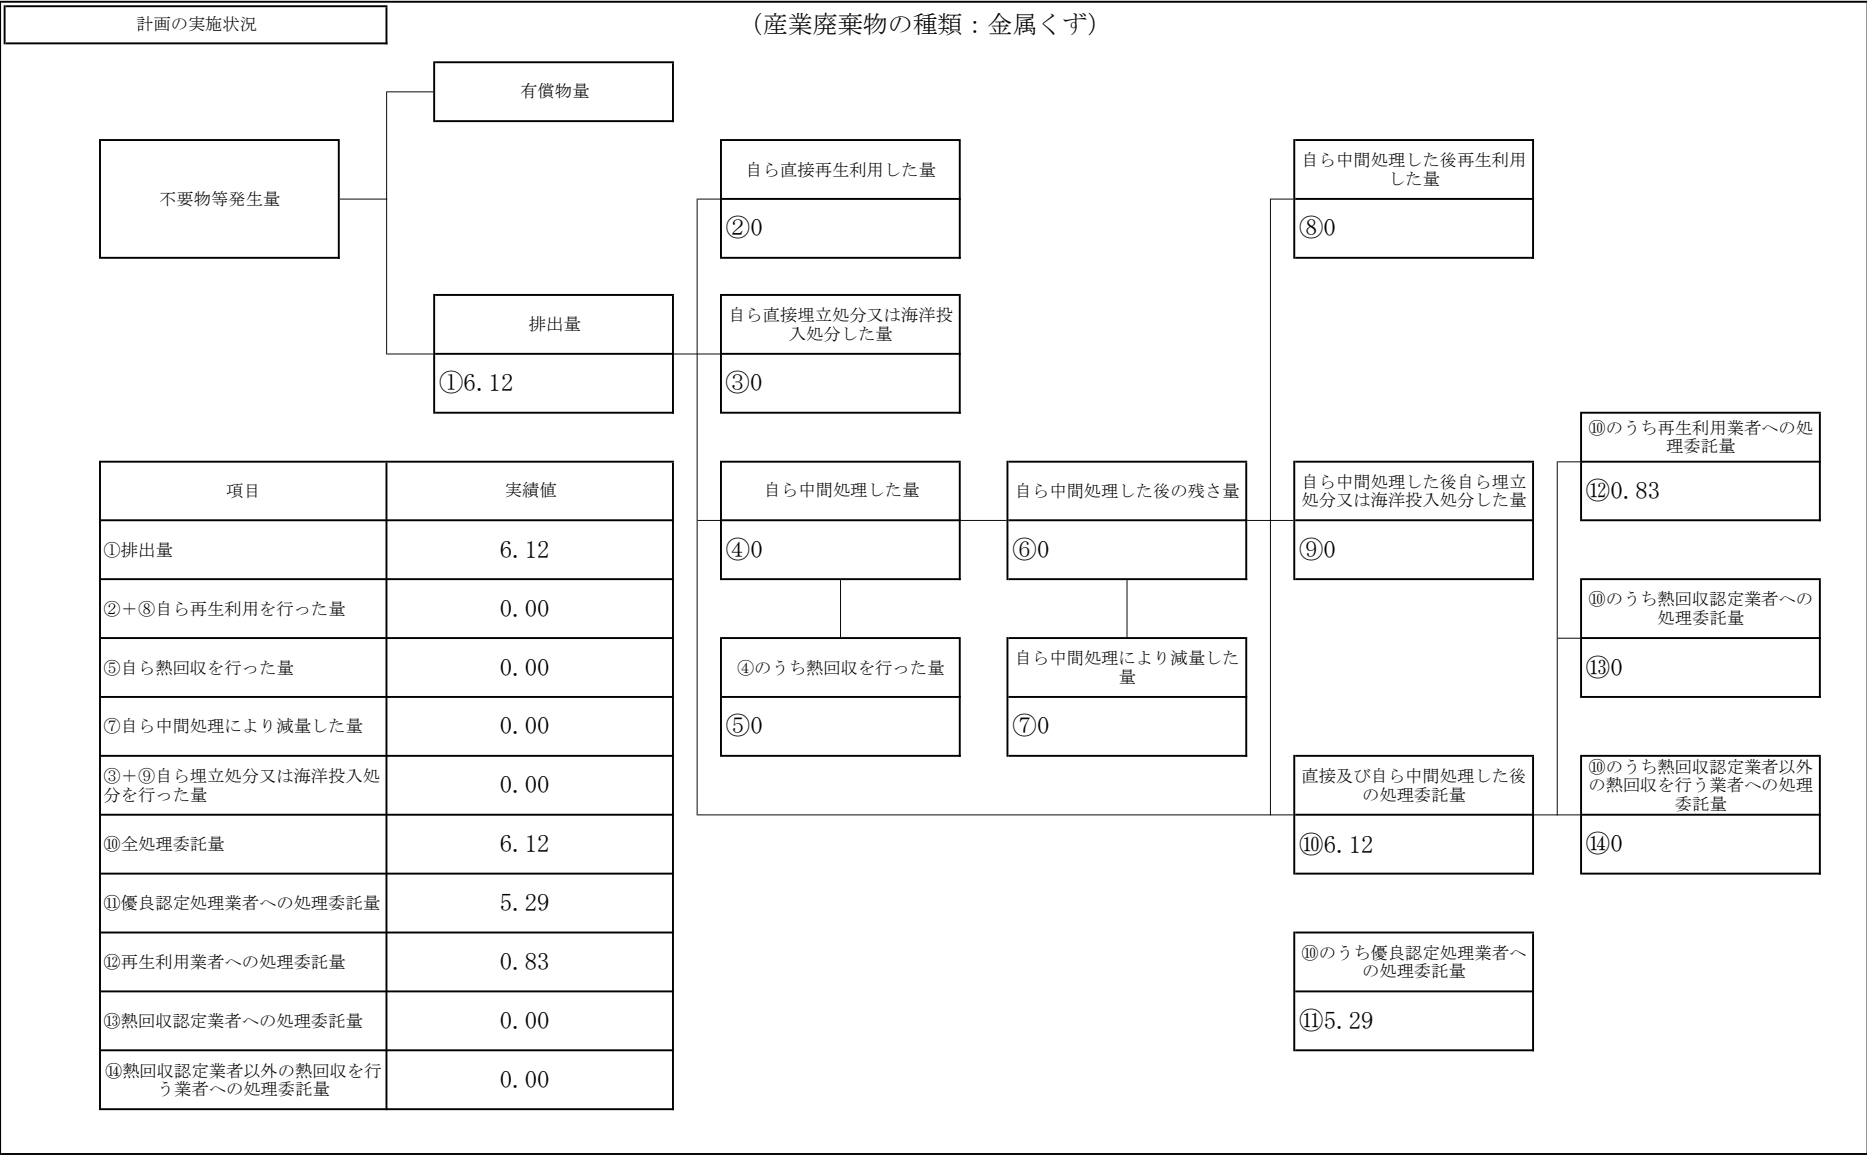 計画の実施状況
（産業廃棄物の種類：金属くず）
有償物量
不要物等発生量
排出量
①6.12
自ら直接再生利用した量
②0
自ら直接埋立処分又は海洋投
入処分した量
③0
自ら中間処理した後再生利用
した量
⑧0
自ら中間処理した量
④0
自ら中間処理した後の残さ量
⑥0
自ら中間処理した後自ら埋立
処分又は海洋投入処分した量
⑨0
⑩のうち再生利用業者への処
理委託量
⑫0.83
④のうち熱回収を行った量
⑤0
自ら中間処理により減量した
量
⑦0
⑩のうち熱回収認定業者への
処理委託量
⑬0
直接及び自ら中間処理した後
の処理委託量
⑩6.12
⑩のうち熱回収認定業者以外
の熱回収を行う業者への処理
委託量
⑭0
⑩のうち優良認定処理業者へ
の処理委託量
⑪5.29
項目 実績値
①排出量 6.12
②＋⑧自ら再生利用を行った量 0.00
⑤自ら熱回収を行った量 0.00
⑦自ら中間処理により減量した量 0.00
③＋⑨自ら埋立処分又は海洋投入処
分を行った量 0.00
⑩全処理委託量 6.12
⑪優良認定処理業者への処理委託量 5.29
⑫再生利用業者への処理委託量 0.83
⑬熱回収認定業者への処理委託量 0.00
⑭熱回収認定業者以外の熱回収を行
う業者への処理委託量 0.00